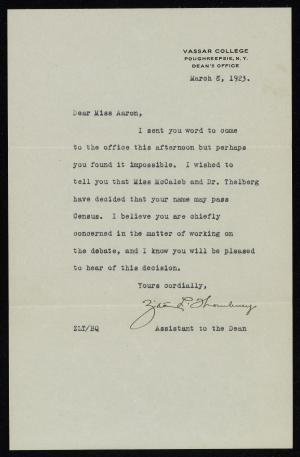 VASSAR COLLEGE
POUGHKEEPSIE, N.Y.
DEAN'S OFFICE
March 6, 1923.
Dear Miss Aaron,
I sent you word to come
to the office this afternoon but perhaps
you found it impossible. I wished to
tell you that Miss McCaleb and Dr. Thelberg
have decided that your name may pass
Census. I believe you are chiefly
concerned in the matter of working on
the debate, and I know you will be pleased
to hear of this decision.
Yours cordially,
L. Thornbury
ZLT/BQ Assistant to the Dean